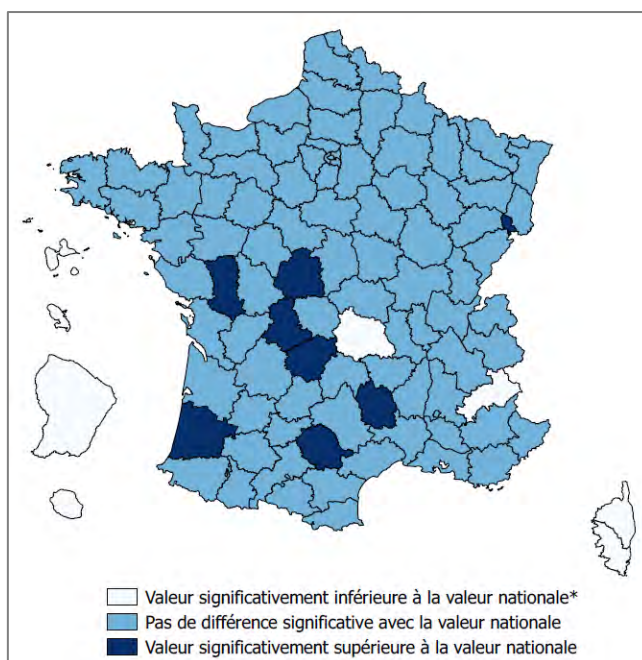 Valeur significativement inférieure à la valeur nationale*
Pas de différence significative avec la valeur nationale
Valeur significativement supérieure à la valeur nationale